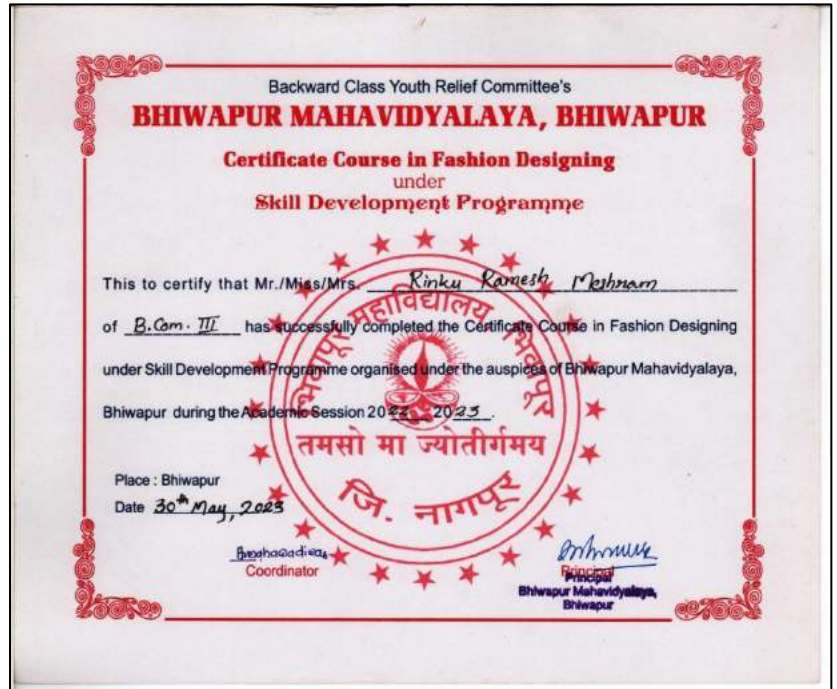 Backward Class Youth Relief Committee's
BHIWAPUR MAHAVIDYALAYA, BHIWAPUR
Certificate Course in Fashion Designing
under
Skill Development Programme
This to certify that Mr./Miss/Mrs. Rinku Ramesh Meshram
of B.Com. III has successfully completed the Certificate Course in Fashion Designing
under Skill Development Programme organised under the auspices of Bhiwapur Mahavidyalaya,
Bhiwapur during the Academic Session 2022 2023.
भिवापूर महाविद्यालय, भिवापूर
तमसो मा ज्योतीर्गमय
जि. नागपूर
Place : Bhiwapur
Date 30th May, 2023
Coordinator
Principal
Principal
Bhiwapur Mahavidyalaya,
Bhiwapur